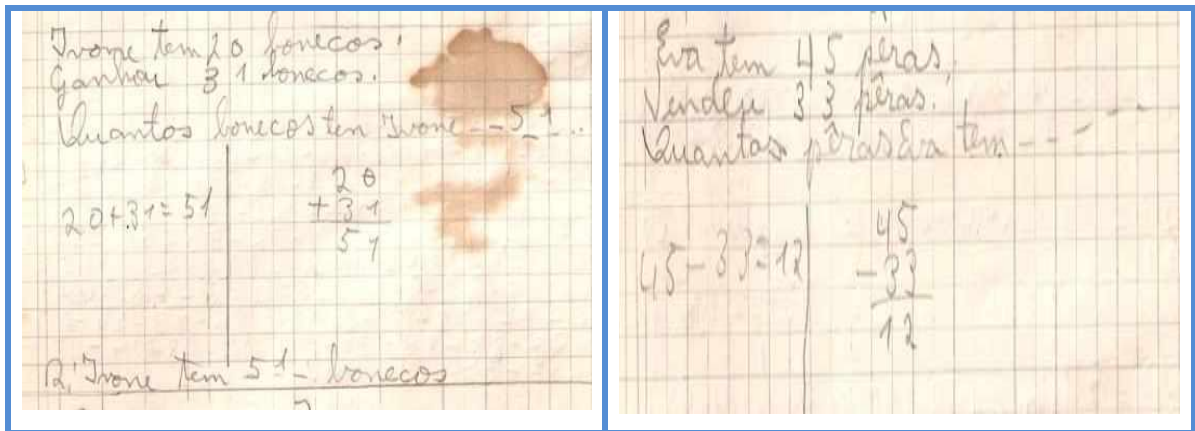 Ivone tem 20 bonecos.
Ganhou 31 bonecos.
Quantos bonecos tem Ivone - - 5 1 - ..
20+31=51
20
+31
51
R: Ivone tem 51 - bonecos
Eva tem 45 pêras,
Vendeu 33 pêras.
Quantas pêras Eva tem - - - - -
45-33=12
45
-33
12